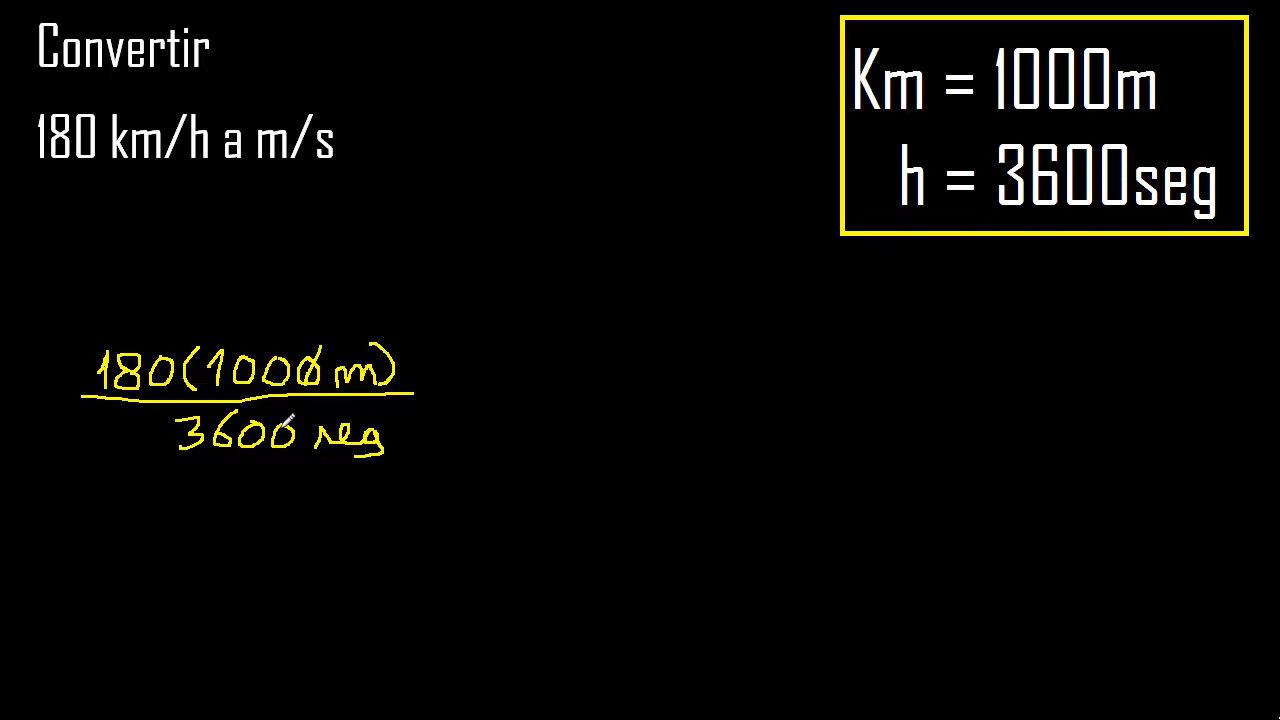 Convertir
180 km/h a m/s
Km = 1000m
h = 3600seg
180(1000 m)
3600 seg